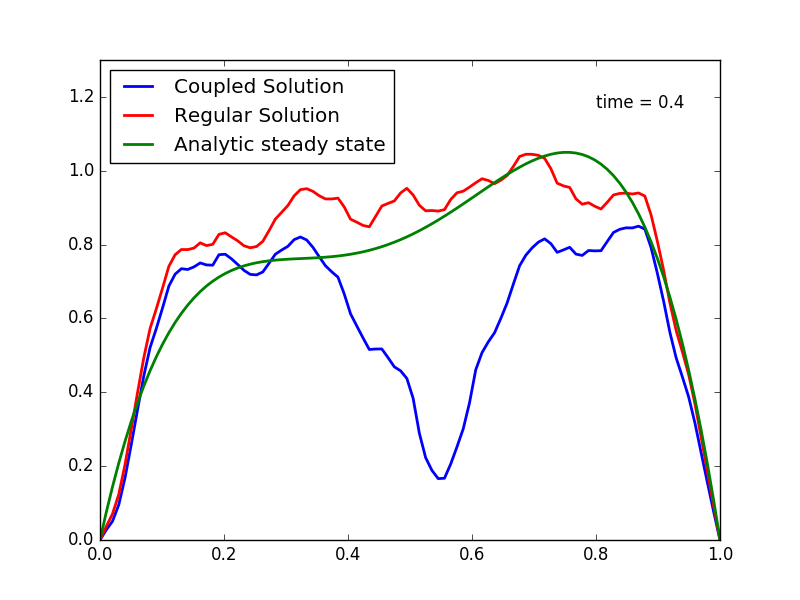 Coupled Solution
Regular Solution
Analytic steady state
time = 0.4
1.2
1.0
0.8
0.6
0.4
0.2
0.0
0.0 0.2 0.4 0.6 0.8 1.0